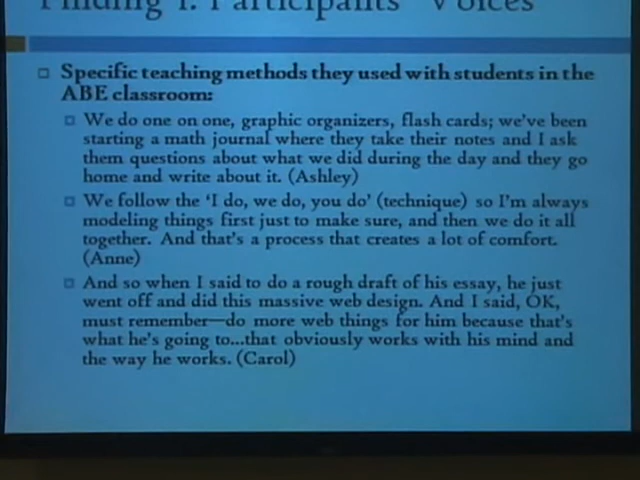 Participants' Voices
Specific teaching methods they used with students in the
ABE classroom:
We do one on one, graphic organizers, flash cards; we've been
starting a math journal where they take their notes and I ask
them questions about what we did during the day and they go
home and write about it. (Ashley)
We follow the 'I do, we do, you do' (technique) so I'm always
modeling things first just to make sure, and then we do it all
together. And that's a process that creates a lot of comfort.
(Anne)
And so when I said to do a rough draft of his essay, he just
went off and did this massive web design. And I said, OK,
must remember—do more web things for him because that's
what he's going to...that obviously works with his mind and
the way he works. (Carol)